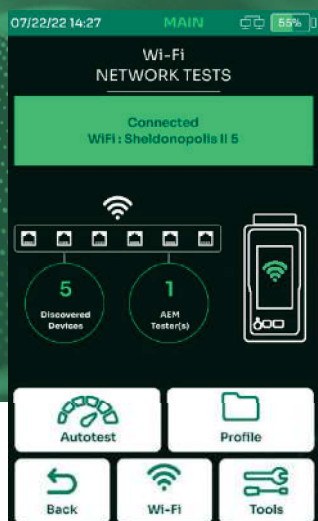 07/22/22 14:27 MAIN 55%
Wi-Fi
NETWORK TESTS
Connected
WiFi : Sheldonopolis II 5
5
Discovered
Devices
1
AEM
Tester(s)
Autotest
Profile
Back
Wi-Fi
Tools